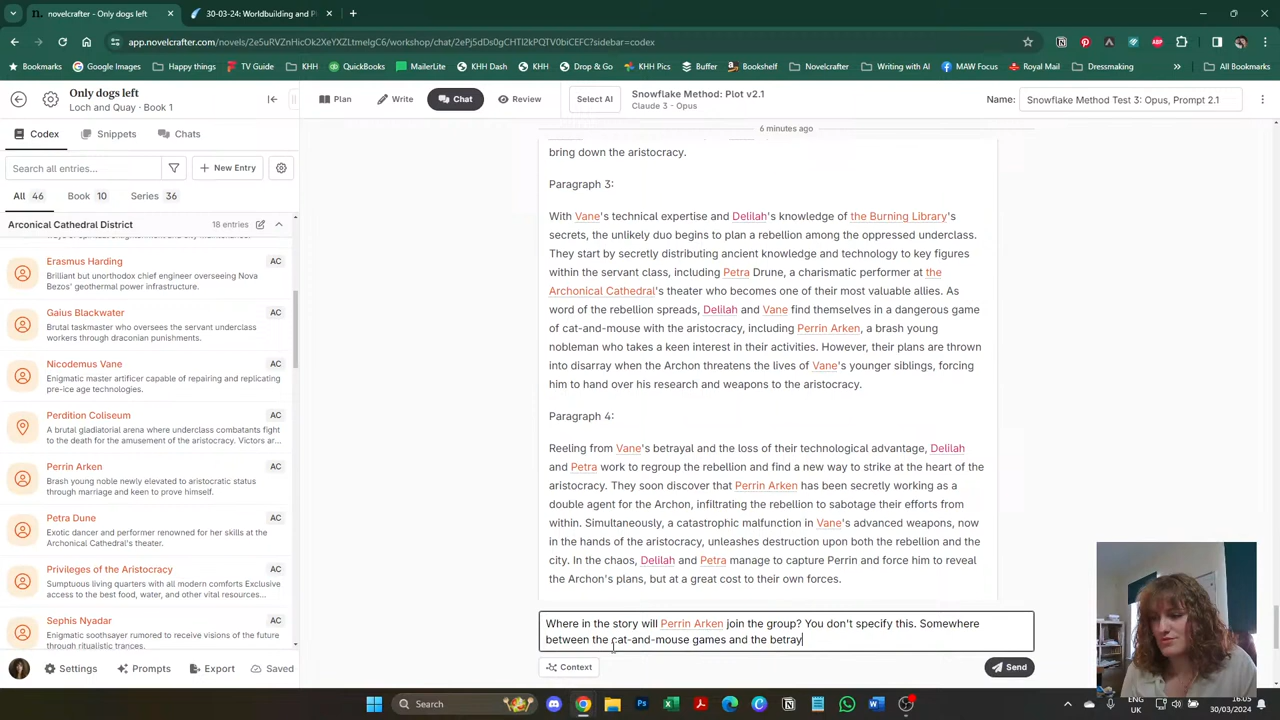 novelcrafter - Only dogs left
30-03-24: Worldbuilding and P
app.novelcrafter.com/novels/2e5uRVZincHicOk2XeYXZLtmeIgC6/workshop/chat/2ePj5dDs0gCHTl2kPQTV0biCEFC?sidebar=codex
Bookmarks
Google Images
TV Guide
KHH
QuickBooks
MailerLite
KHH
Drop & Go
KHH
Pics
Buffer
Bookshelf
Nordland
Other Novels
Writing with AI
MAW Focus
Research
Dressmaking
All Bookmarks
Only dogs left
Loch and Quay - Book 1
Plan
Write
Chat
Review
Select AI
Snowflake Method: Plot v2.1
Claude 3 - Opus
Name:
Snowflake Method Test 3: Opus, Prompt 2.1
Codex
Snippets
Chats
Search all entries...
+ New Entry
All 46
Book 10
Series 36
Arconical Cathedral District
18 entries
Erasmus Harding
AC
Brilliant but unorthodox chief engineer overseeing Nova
Bezos' geothermal power infrastructure.
Gaius Blackwater
AC
Brutal taskmaster who oversees the servant underclass
workers through draconian punishments.
Nicodemus Vane
AC
Enigmatic master artificer capable of repairing and replicating
pre-ice age technologies.
Perdition Coliseum
AC
A brutal gladiatorial arena where underclass combatants fight
to the death for the amusement of the aristocracy. Victors ar...
Perrin Arken
AC
Brash young noble newly elevated to aristocratic status
through marriage and keen to prove himself.
Petra Dune
AC
Exotic dancer and performer renowned for her skills at the
Archonical Cathedral's theater.
Privileges of the Aristocracy
AC
Sumptuous living quarters with all modern comforts Exclusive
access to the best food, water, and other vital resources...
Sephis Nyadar
AC
Enigmatic soothsayer rumored to receive visions of the future
through ritualistic trances.
Settings
Prompts
Export
Saved
6 minutes ago
bring down the aristocracy.
Paragraph 3:
With Vane's technical expertise and Delilah's knowledge of the Burning Library's
secrets, the unlikely duo begins to plan a rebellion among the oppressed underclass.
They start by secretly distributing ancient knowledge and technology to key figures
within the servant class, including Petra Drune, a charismatic performer at the
Archonical Cathedral's theater who becomes one of their most valuable allies. As
word of the rebellion spreads, Delilah and Vane find themselves in a dangerous game
of cat-and-mouse with the aristocracy, including Perrin Arken, a brash young
nobleman who takes a keen interest in their activities. However, their plans are thrown
into disarray when the Archon threatens the lives of Vane's younger siblings, forcing
him to hand over his research and weapons to the aristocracy.
Paragraph 4:
Reeling from Vane's betrayal and the loss of their technological advantage, Delilah
and Petra work to regroup the rebellion and find a new way to strike at the heart of the
aristocracy. They soon discover that Perrin Arken has been secretly working as a
double agent for the Archon, infiltrating the rebellion to sabotage their efforts from
within. Simultaneously, a catastrophic malfunction in Vane's advanced weapons, now
in the hands of the aristocracy, unleashes destruction upon both the rebellion and the
city. In the chaos, Delilah and Petra manage to capture Perrin and force him to reveal
the Archon's plans, but at a great cost to their own forces.
Where in the story will Perrin Arken join the group? You don't specify this. Somewhere
between the cat-and-mouse games and the betray
Context
Send
Search
ENG
UK
16:05
30/03/2024